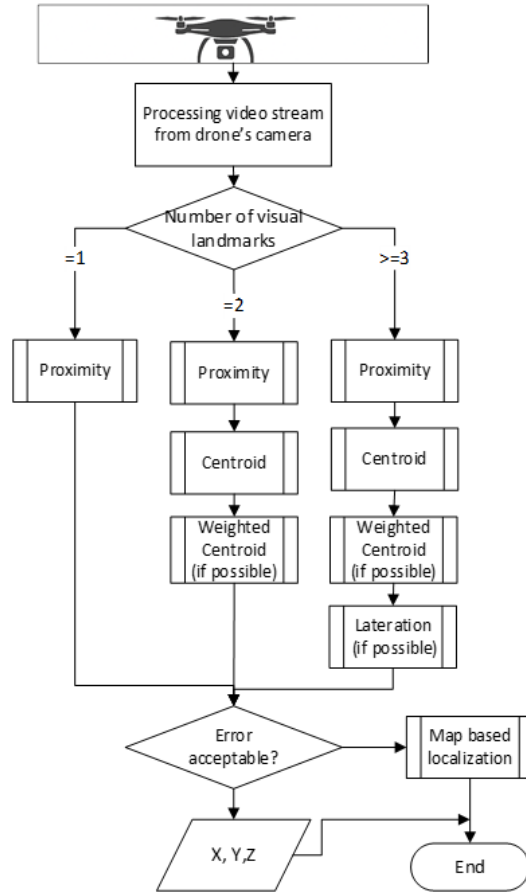 Processing video stream
from drone's camera
Number of visual
landmarks
=1
=2
>=3
Proximity
Proximity
Proximity
Centroid
Centroid
Weighted
Centroid
(if possible)
Weighted
Centroid
(if possible)
Lateration
(if possible)
Error
acceptable?
Map based
localization
X, Y,Z
End